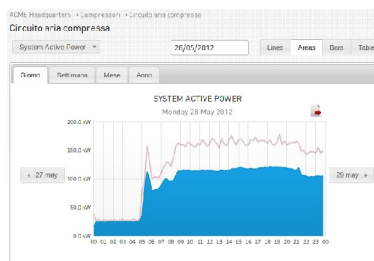 ACME Headquarters → Compressori → Circuito aria compressa
Circuito aria compressa
System Active Power
28/05/2012
Lines Areas Bars Table
Giorno Settimana Mese Anno
SYSTEM ACTIVE POWER
Monday 28 May 2012
200.0 kW
150.0 kW
100.0 kW
50.0 kW
0.0 kW
« 27 may
29 may »
00 01 02 03 04 05 06 07 08 09 10 11 12 13 14 15 16 17 18 19 20 21 22 23 00